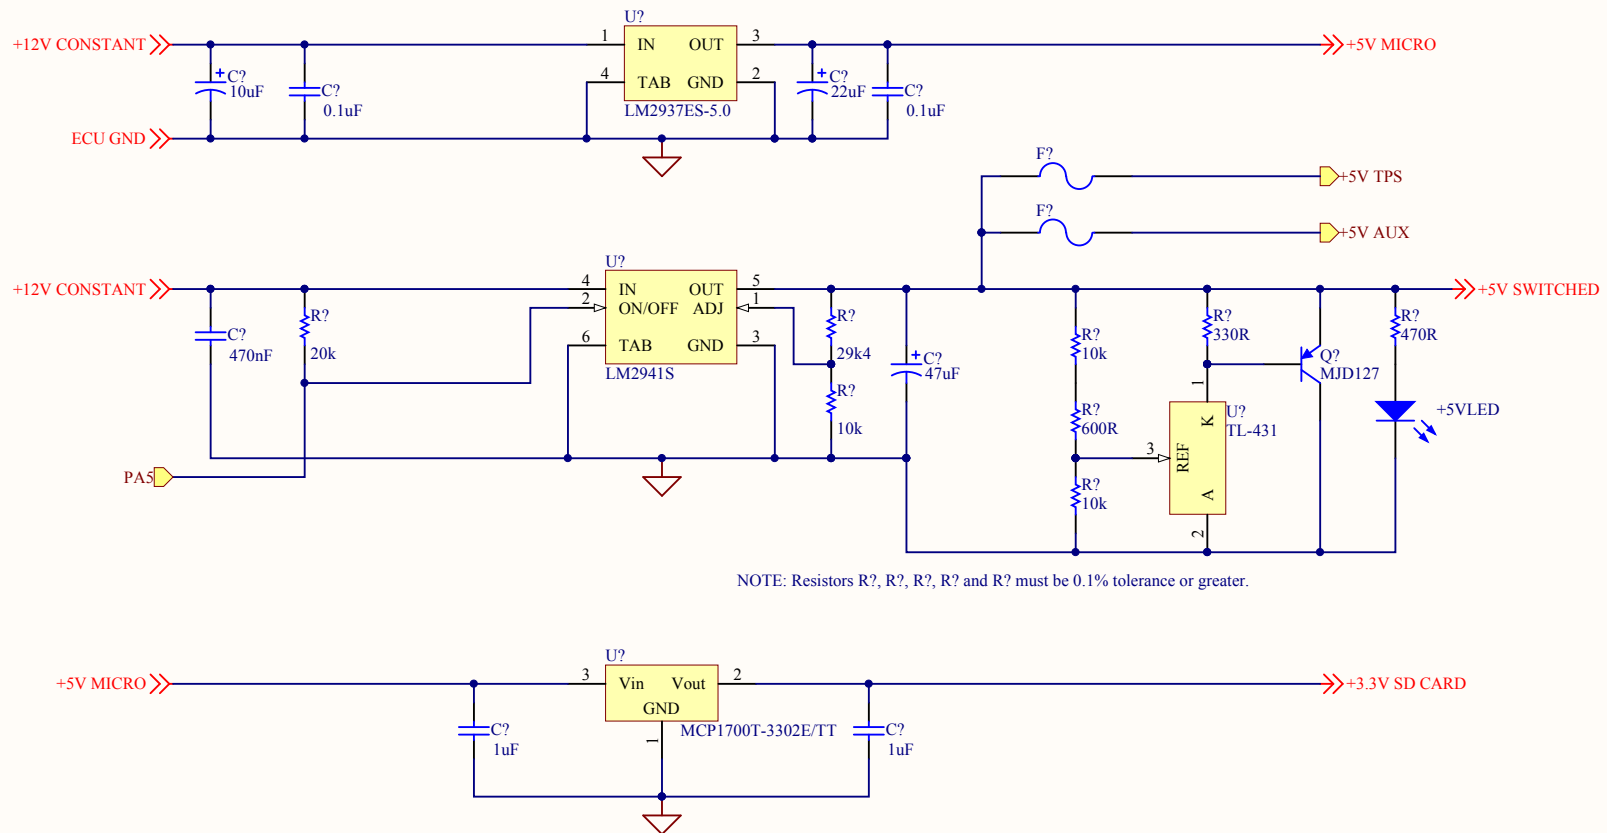 U?
+12V CONSTANT
1
IN
OUT
3
+5V MICRO
4
TAB
GND
2
+
C?
10uF
C?
0.1uF
LM2937ES-5.0
+
C?
22uF
C?
0.1uF
ECU GND
F?
+5V TPS
F?
+5V AUX
U?
+12V CONSTANT
4
IN
OUT
5
+5V SWITCHED
2
ON/OFF
ADJ
1
6
TAB
GND
3
LM2941S
C?
470nF
R?
20k
R?
29k4
R?
10k
+
C?
47uF
R?
10k
R?
600R
R?
10k
R?
330R
Q?
MJD127
R?
470R
+5VLED
1
U?
TL-431
K
3
REF
A
2
PA5
NOTE: Resistors R?, R?, R?, R? and R? must be 0.1% tolerance or greater.
U?
+5V MICRO
3
Vin
Vout
2
+3.3V SD CARD
GND
MCP1700T-3302E/TT
1
C?
1uF
C?
1uF